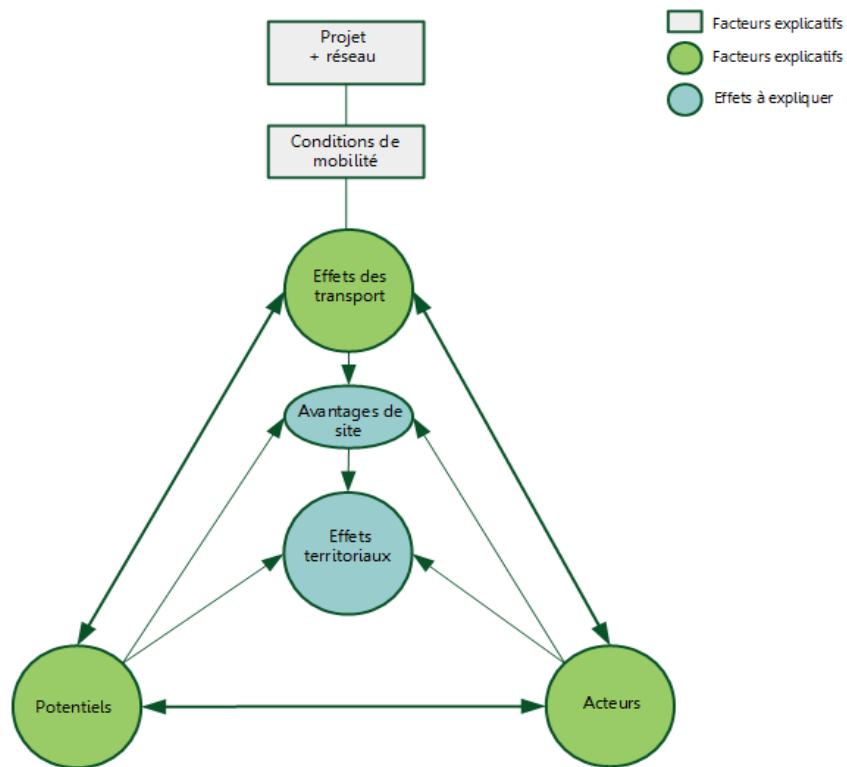 Projet
+ réseau
Conditions de
mobilité
Effets des
transport
Avantages de
site
Effets
territoriaux
Potentiels
Acteurs
Facteurs explicatifs
Facteurs explicatifs
Effets à expliquer